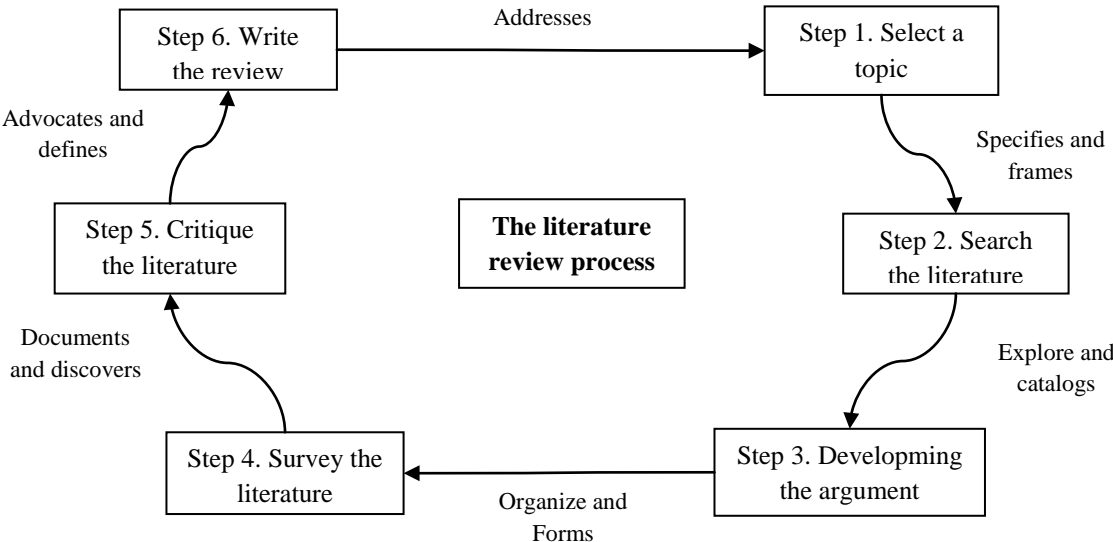 Addresses
Step 6. Write
the review
Step 1. Select a
topic
Advocates and
defines
Specifies and
frames
Step 5. Critique
the literature
The literature
review process
Step 2. Search
the literature
Documents
and discovers
Explore and
catalogs
Step 4. Survey the
literature
Step 3. Developming
the argument
Organize and
Forms